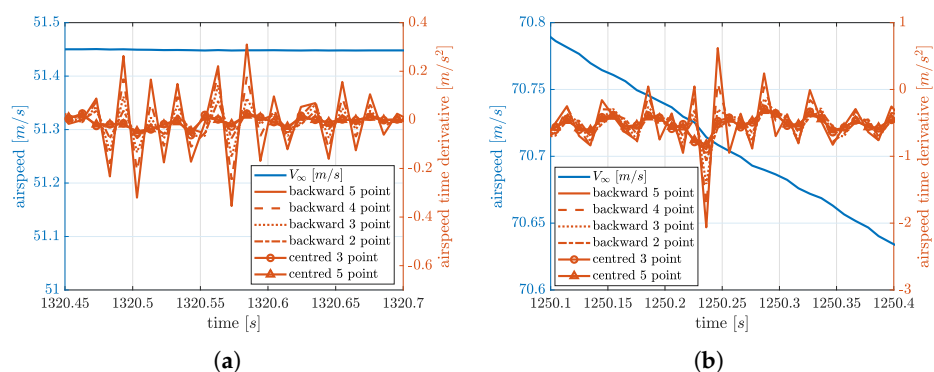 51.5
51.4
51.3
51.2
51.1
51
airspeed [m/s]
0.4
0.2
0
-0.2
-0.4
-0.6
airspeed time derivative [m/s²]
V∞ [m/s]
backward 5 point
backward 4 point
backward 3 point
backward 2 point
centred 3 point
centred 5 point
1320.45 1320.5 1320.55 1320.6 1320.65 1320.7
time [s]
(a)
70.8
70.75
70.7
70.65
70.6
airspeed [m/s]
1
0
-1
-2
-3
airspeed time derivative [m/s²]
V∞ [m/s]
backward 5 point
backward 4 point
backward 3 point
backward 2 point
centred 3 point
centred 5 point
1250.1 1250.15 1250.2 1250.25 1250.3 1250.35 1250.4
time [s]
(b)